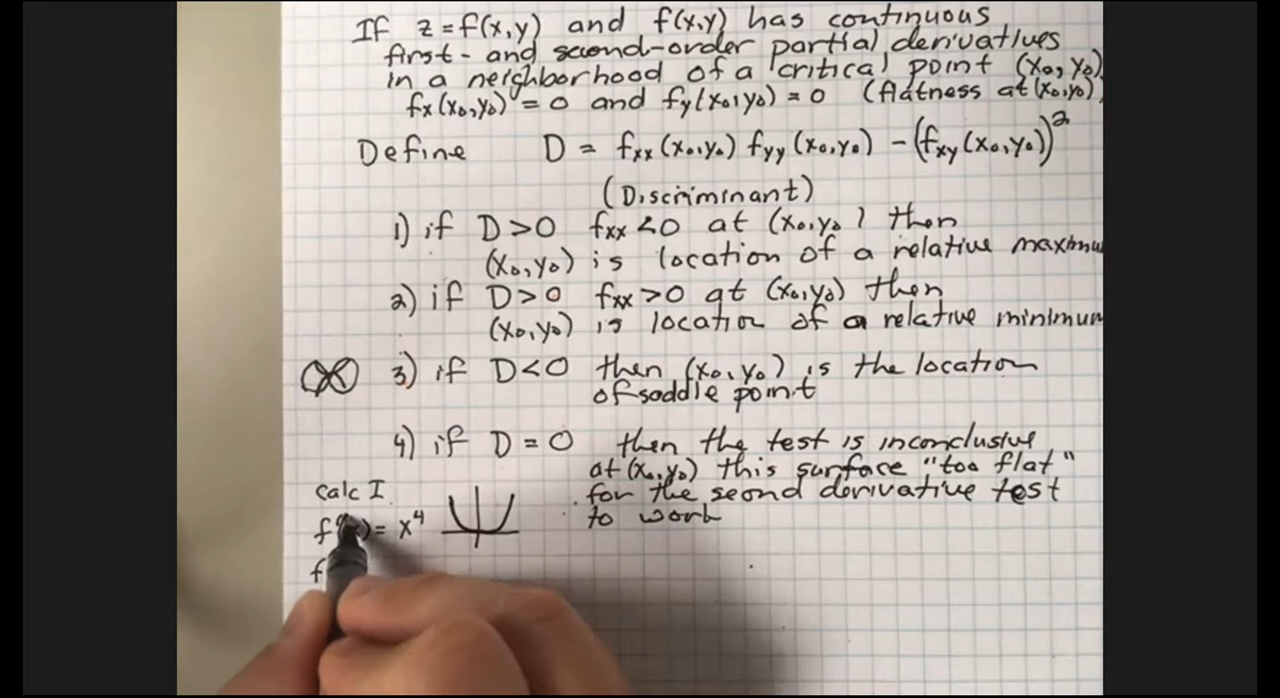 If z = f(x,y) and f(x,y) has continuous
first- and second-order partial derivatives
in a neighborhood of a critical point (x₀, y₀)
fx(x₀,y₀) = 0 and fy(x₀,y₀) = 0 (flatness at (x₀,y₀)
Define D = fxx(x₀,y₀) fyy(x₀,y₀) - (fxy(x₀,y₀))²
(Discriminant)
1) if D > 0 fxx < 0 at (x₀,y₀) then
(x₀,y₀) is location of a relative maximum
2) if D > 0 fxx > 0 at (x₀,y₀) then
(x₀,y₀) is location of a relative minimum
3) if D < 0 then (x₀,y₀) is the location
of saddle point
4) if D = 0 then the test is inconclusive
at (x₀,y₀) this surface "too flat"
for the seond derivative test
to work
Calc I
f(x) = x⁴
f